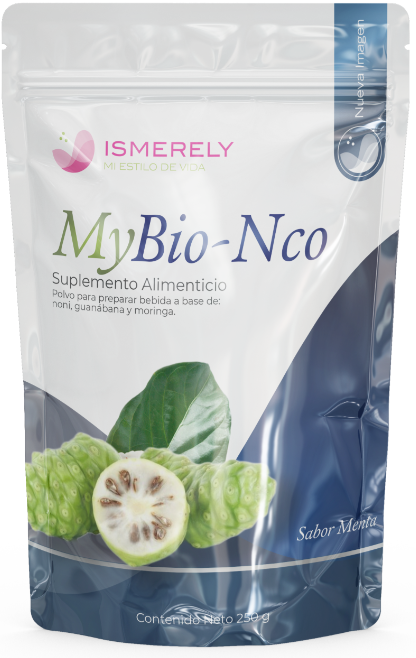 Nueva Imagen
ISMERELY
MI ESTILO DE VIDA
MyBio-Nco
Suplemento Alimenticio
Polvo para preparar bebida a base de:
noni, guanábana y moringa.
Sabor Menta
Contenido Neto 250 g